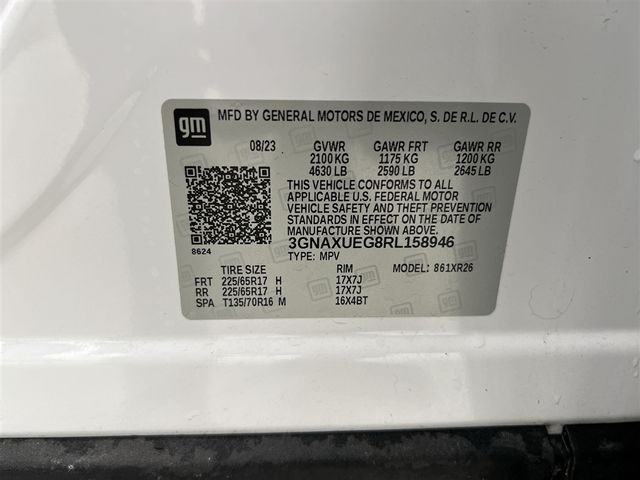 gm
MFD BY GENERAL MOTORS DE MEXICO, S. DE R.L. DE C.V.
08/23 GVWR GAWR FRT GAWR RR
2100 KG 1175 KG 1200 KG
4630 LB 2590 LB 2645 LB
THIS VEHICLE CONFORMS TO ALL
APPLICABLE U.S. FEDERAL MOTOR
VEHICLE SAFETY AND THEFT
PREVENTION STANDARDS IN
EFFECT ON THE DATE OF
MANUFACTURE SHOWN ABOVE.
8624 3GNAXUEG8RL158946
TYPE: MPV
TIRE SIZE RIM MODEL: 861XR26
FRT 225/65R17 H 17X7J
RR 225/65R17 H 17X7J
SPA T135/70R16 M 16X4BT